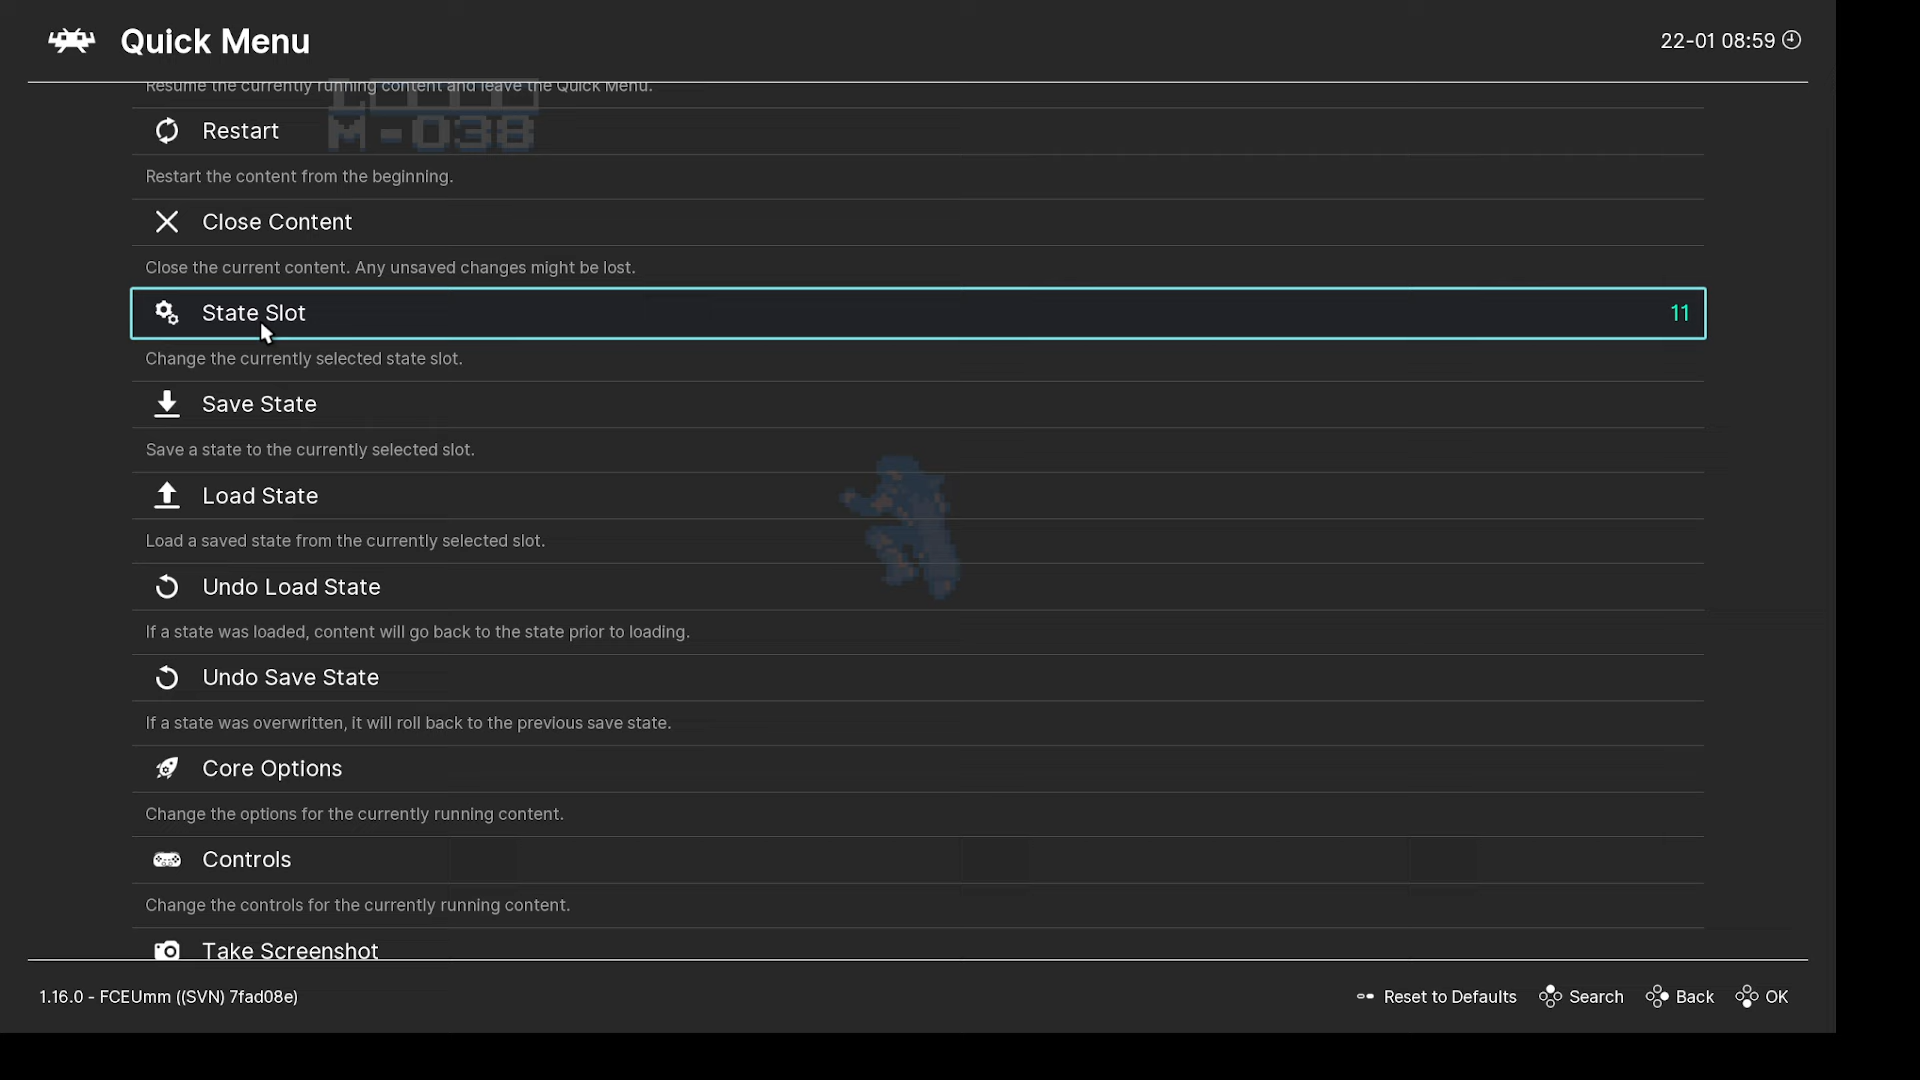 Quick Menu
22-01 08:59
Resume the currently running content and leave the Quick Menu.
Restart
M-038
Restart the content from the beginning.
Close Content
Close the current content. Any unsaved changes might be lost.
State Slot
11
Change the currently selected state slot.
Save State
Save a state to the currently selected slot.
Load State
Load a saved state from the currently selected slot.
Undo Load State
If a state was loaded, content will go back to the state prior to loading.
Undo Save State
If a state was overwritten, it will roll back to the previous save state.
Core Options
Change the options for the currently running content.
Controls
Change the controls for the currently running content.
Take Screenshot
1.16.0 - FCEUmm ((SVN) 7fad08e)
Reset to Defaults
Search
Back
OK